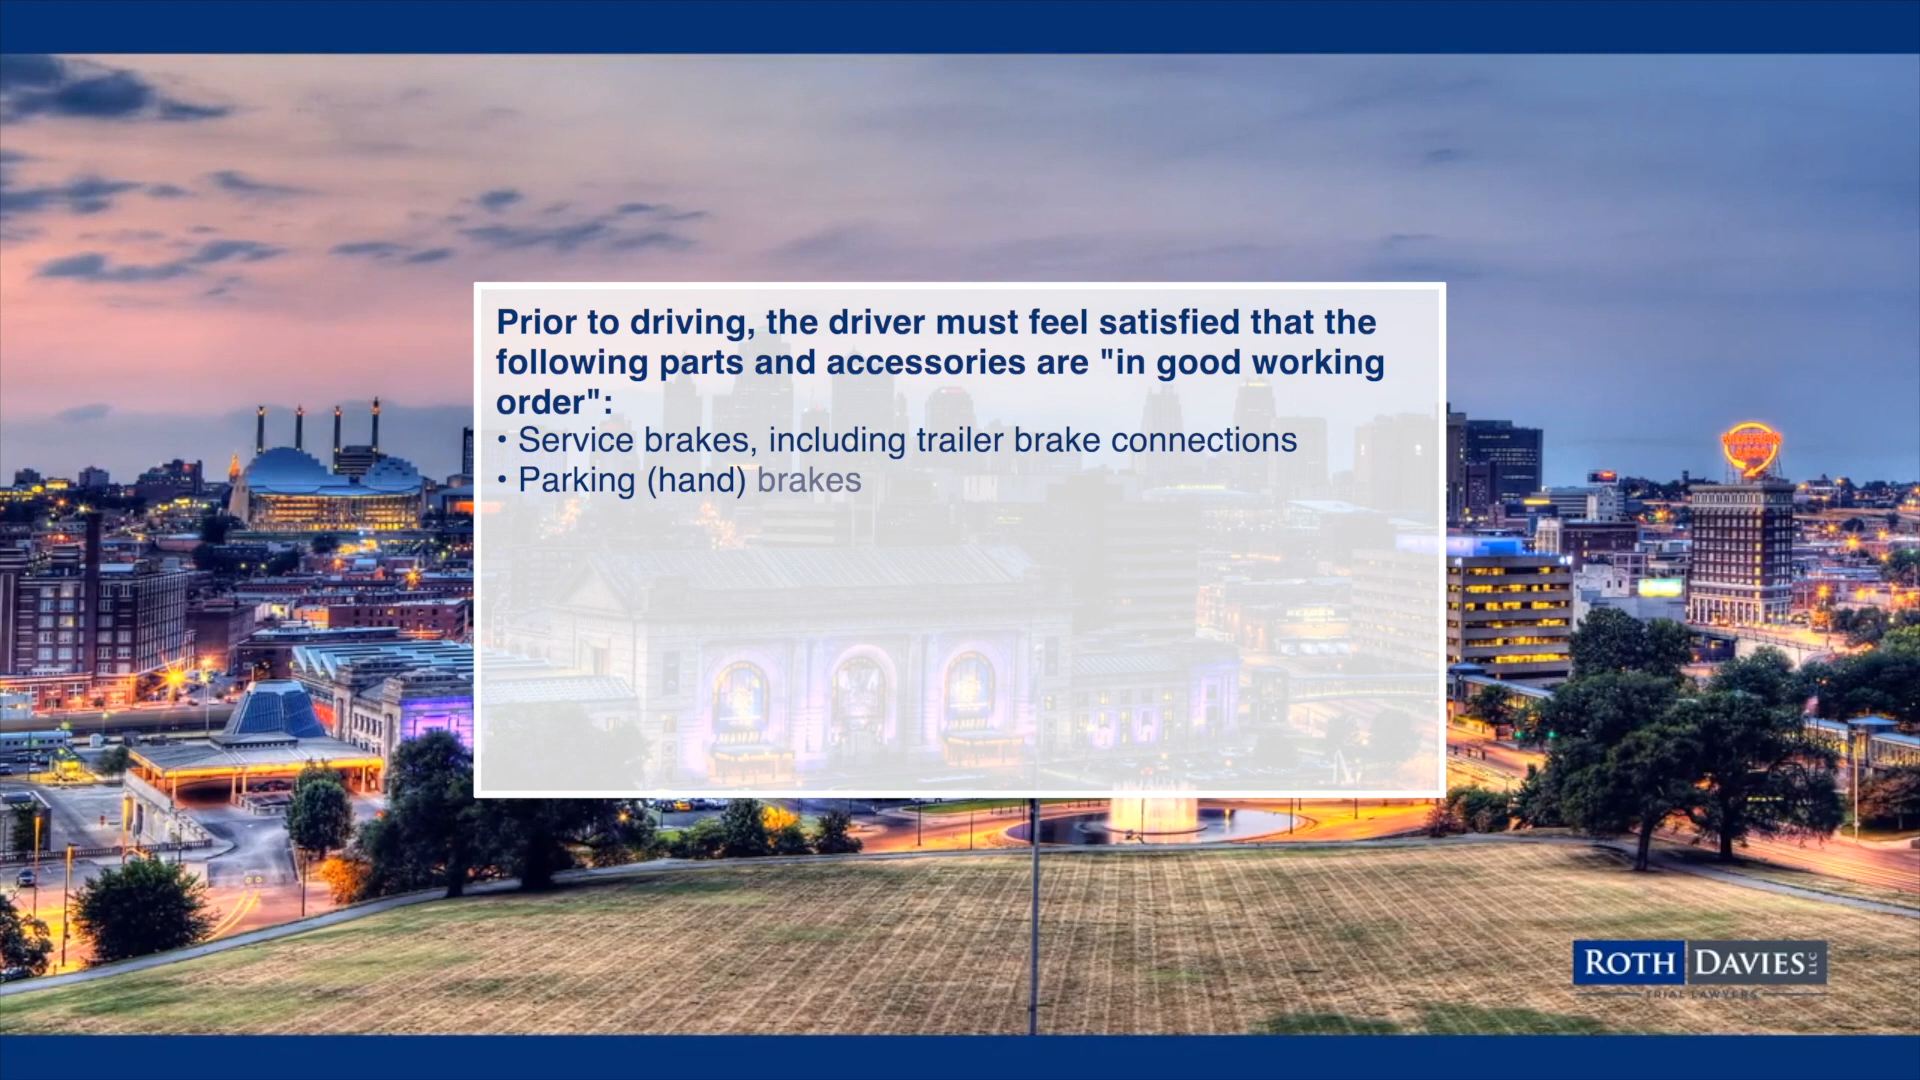 Prior to driving, the driver must feel satisfied that the
following parts and accessories are "in good working
order":
• Service brakes, including trailer brake connections
• Parking (hand) brakes
ROTH DAVIES LLC
TRIAL LAWYERS